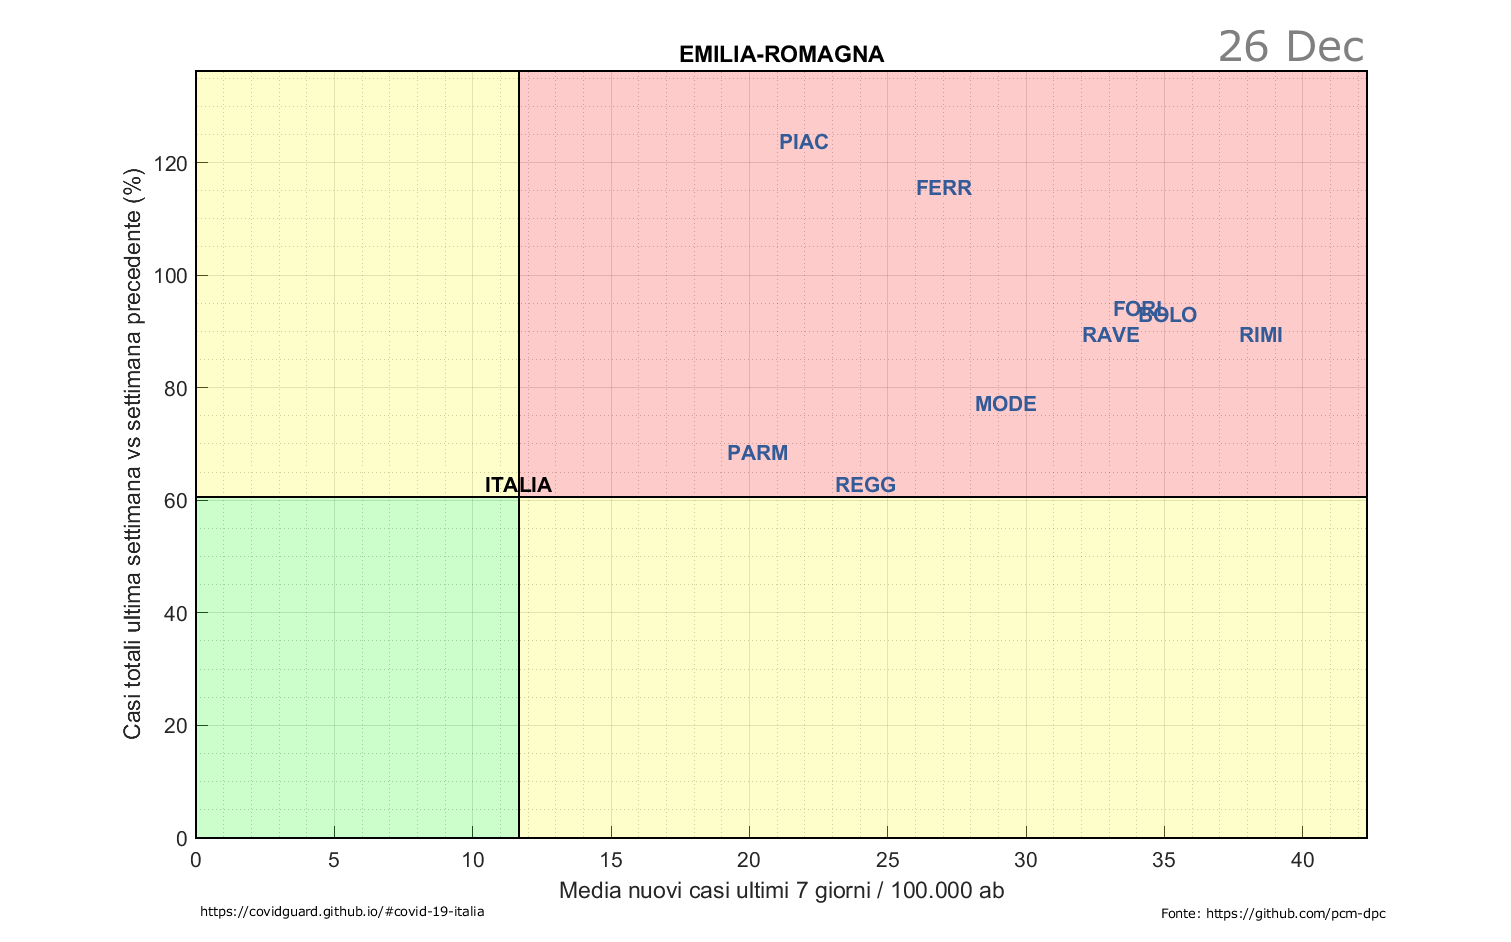 26 Dec
EMILIA-ROMAGNA
Casi totali ultima settimana vs settimana precedente (%)
120
100
80
60
40
20
0
PIAC
FERR
FORL
BOLO
RAVE
RIMI
MODE
PARM
ITALIA
REGG
0 5 10 15 20 25 30 35 40
Media nuovi casi ultimi 7 giorni / 100.000 ab
https://covidguard.github.io/#covid-19-italia
Fonte: https://github.com/pcm-dpc